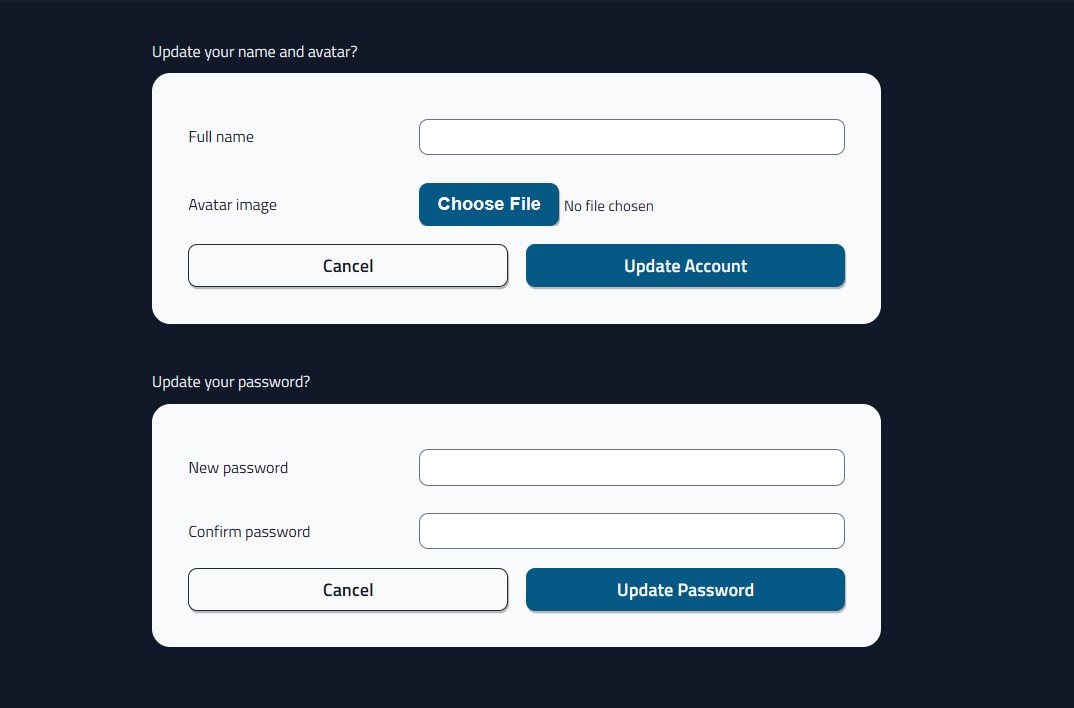 Update your name and avatar?
Full name
Avatar image
Choose File No file chosen
Cancel Update Account
Update your password?
New password
Confirm password
Cancel Update Password